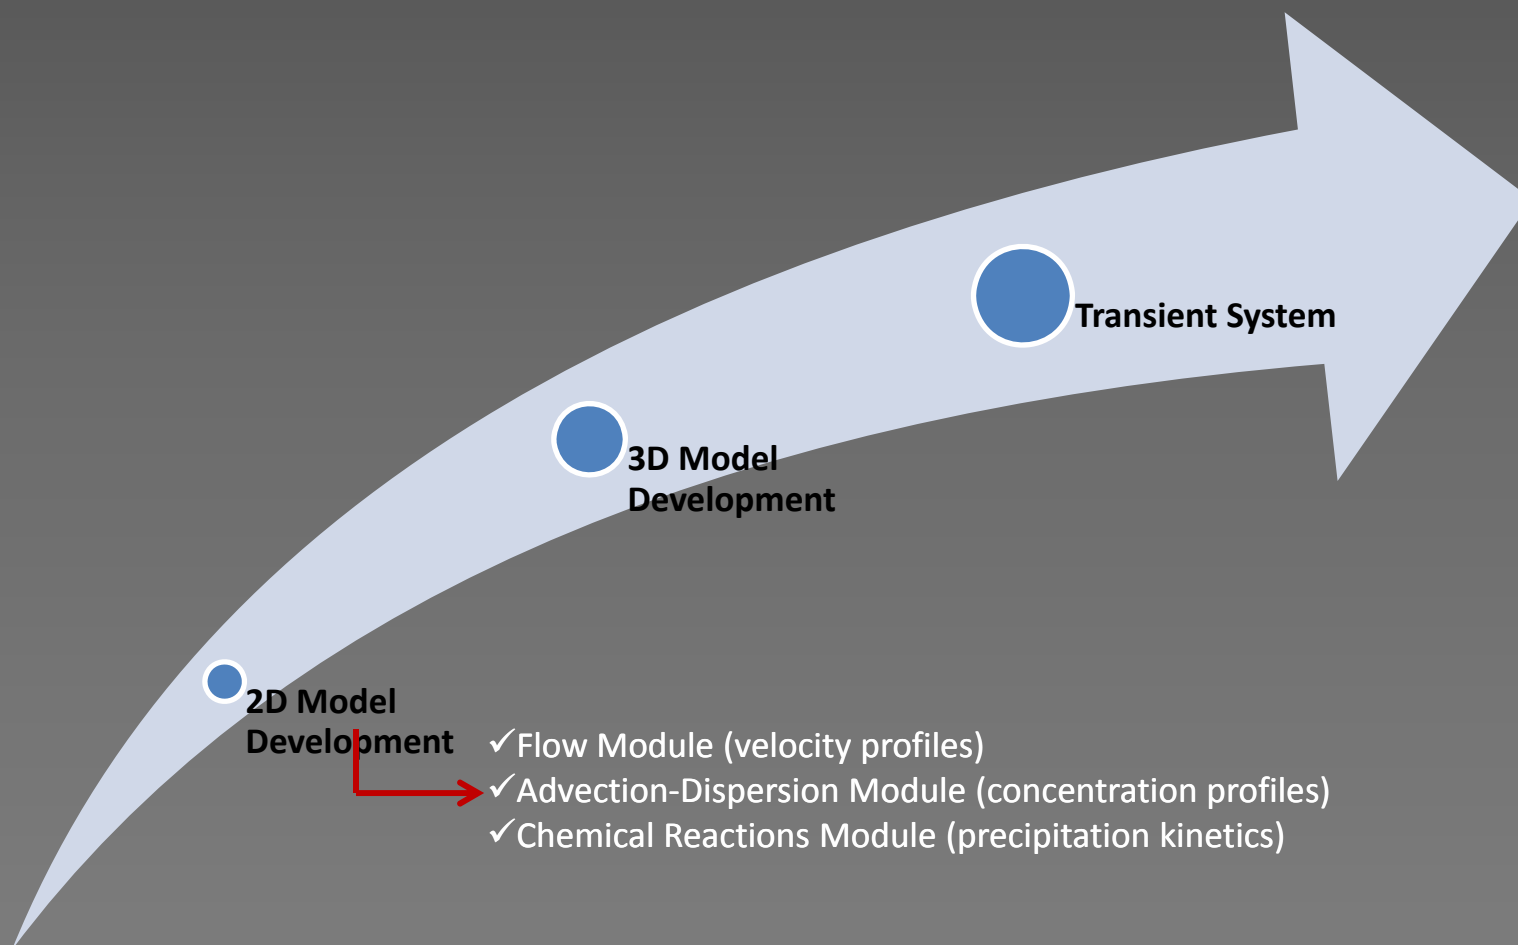 Transient System
3D Model
Development
2D Model
Development
✓Flow Module (velocity profiles)
✓Advection-Dispersion Module (concentration profiles)
✓Chemical Reactions Module (precipitation kinetics)